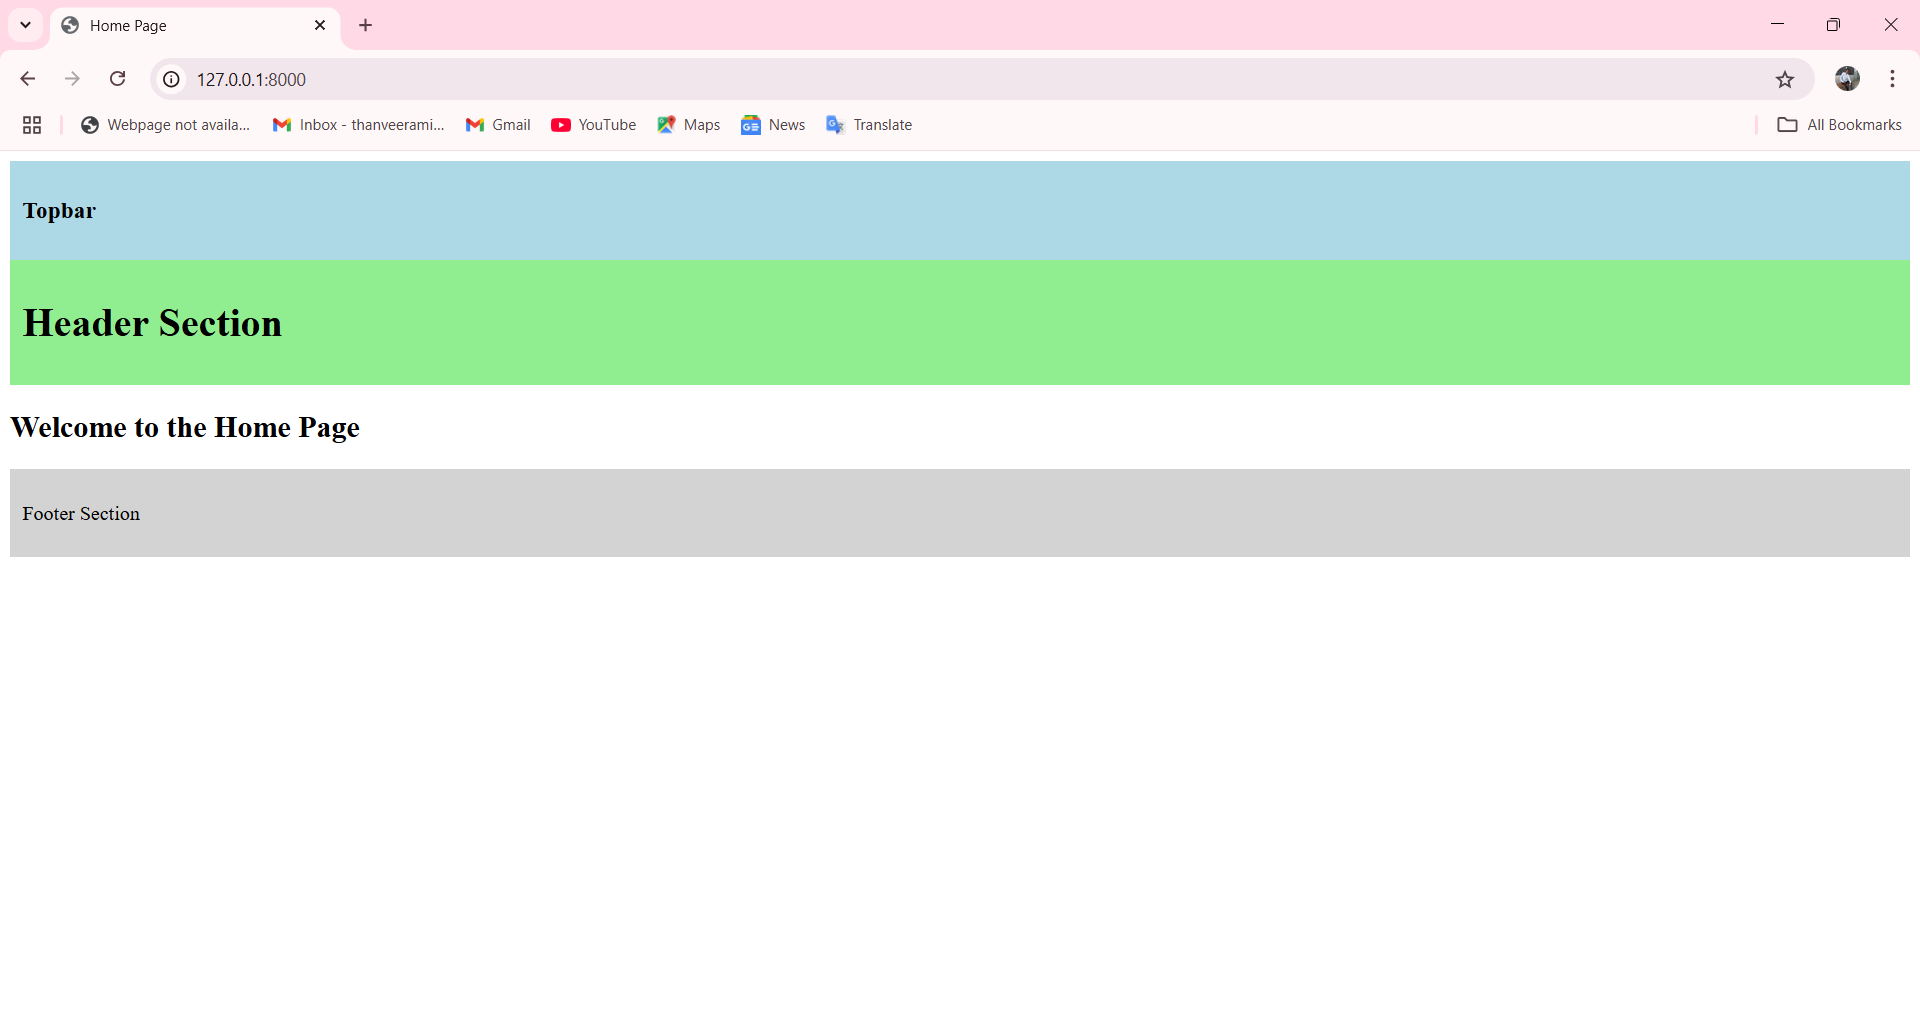 Home Page
127.0.0.1:8000
Webpage not availa... Inbox - thanveerami... Gmail YouTube Maps News Translate All Bookmarks
Topbar
Header Section
Welcome to the Home Page
Footer Section